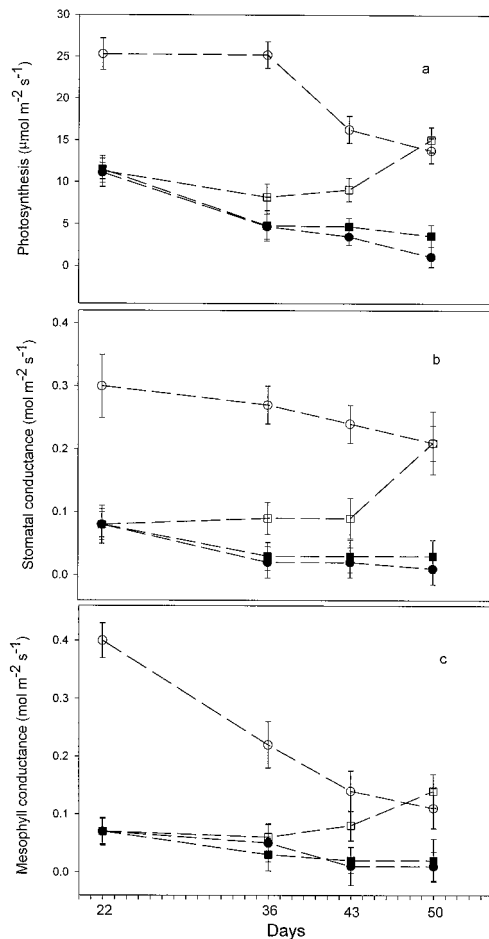 Photosynthesis (µmol m⁻² s⁻¹)
30
25
20
15
10
5
0
a
Stomatal conductance (mol m⁻² s⁻¹)
0.4
0.3
0.2
0.1
0.0
b
Mesophyll conductance (mol m⁻² s⁻¹)
0.4
0.3
0.2
0.1
0.0
c
22 36 43 50
Days